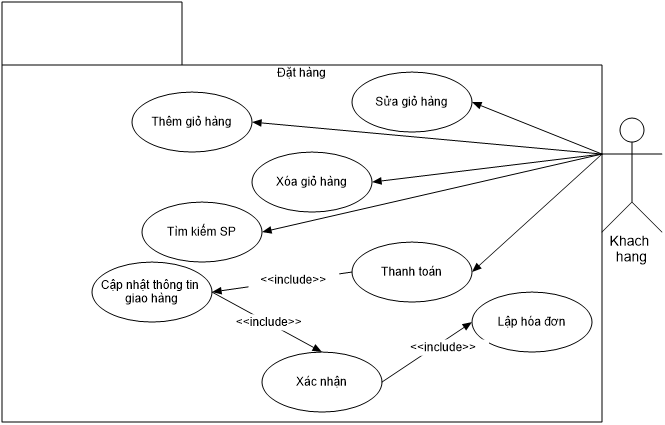 Đặt hàng
Sửa giỏ hàng
Thêm giỏ hàng
Xóa giỏ hàng
Tìm kiếm SP
Khach
hang
Thanh toán
<<include>>
Cập nhật thông tin
giao hàng
<<include>>
Lập hóa đơn
<<include>>
Xác nhận